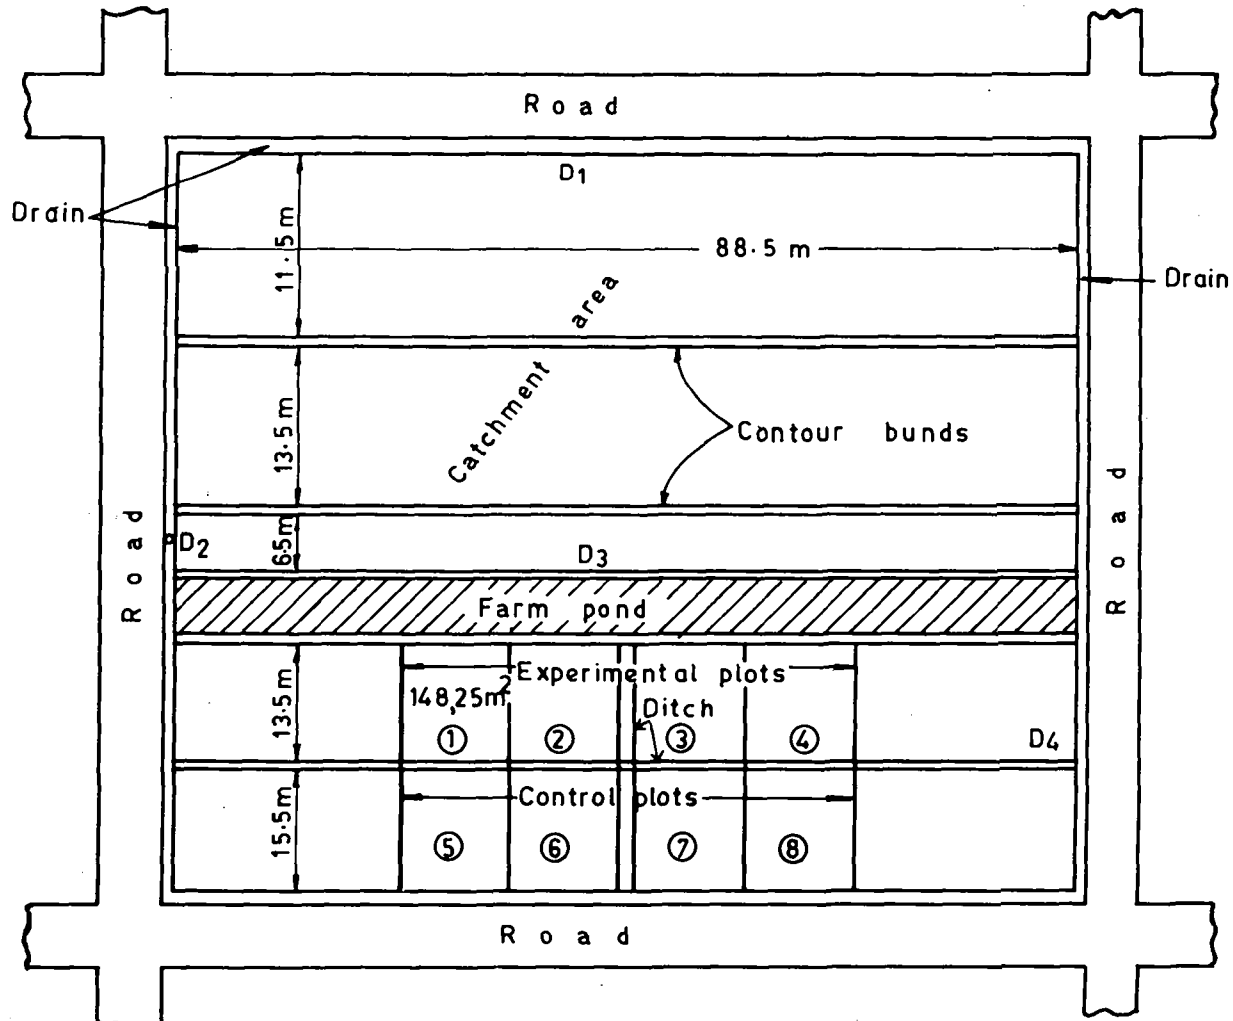 Road
D1
Drain
11.5 m
88.5 m
Drain
Catchment area
13.5 m
Contour bunds
Road
Road
6.5m
D2
D3
Farm pond
13.5 m
Experimental plots
148,25m²
Ditch
1 2 3 4
D4
15.5m
Control plots
5 6 7 8
Road